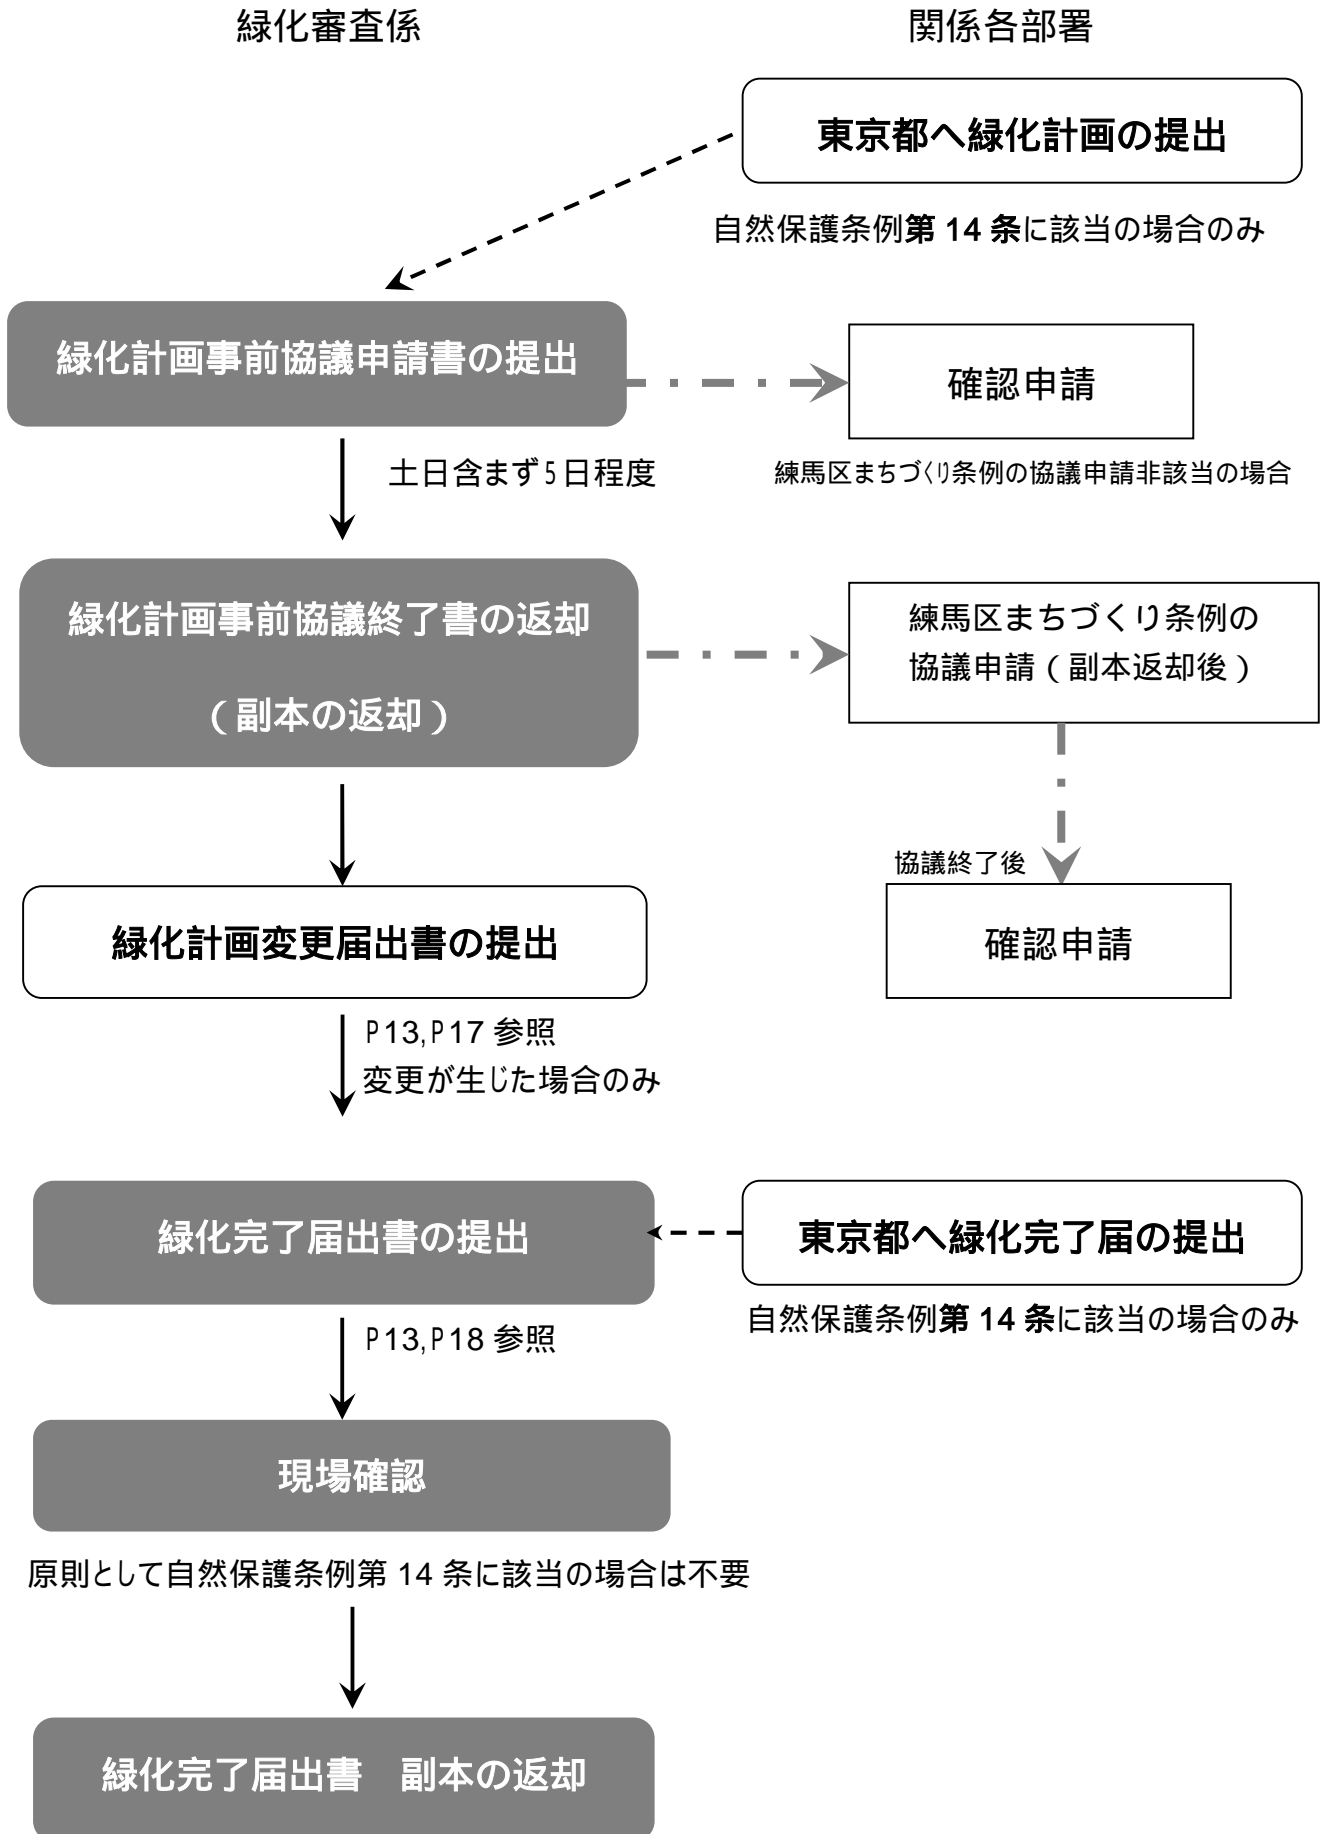 緑化審査係
関係各部署
東京都へ緑化計画の提出
自然保護条例第 14 条に該当の場合のみ
緑化計画事前協議申請書の提出
確認申請
土日含まず5日程度
練馬区まちづくり条例の協議申請非該当の場合
緑化計画事前協議終了書の返却
（副本の返却）
練馬区まちづくり条例の
協議申請（副本返却後）
協議終了後
緑化計画変更届出書の提出
確認申請
P13,P17 参照
変更が生じた場合のみ
緑化完了届出書の提出
東京都へ緑化完了届の提出
自然保護条例第 14 条に該当の場合のみ
P13,P18 参照
現場確認
原則として自然保護条例第 14 条に該当の場合は不要
緑化完了届出書　副本の返却